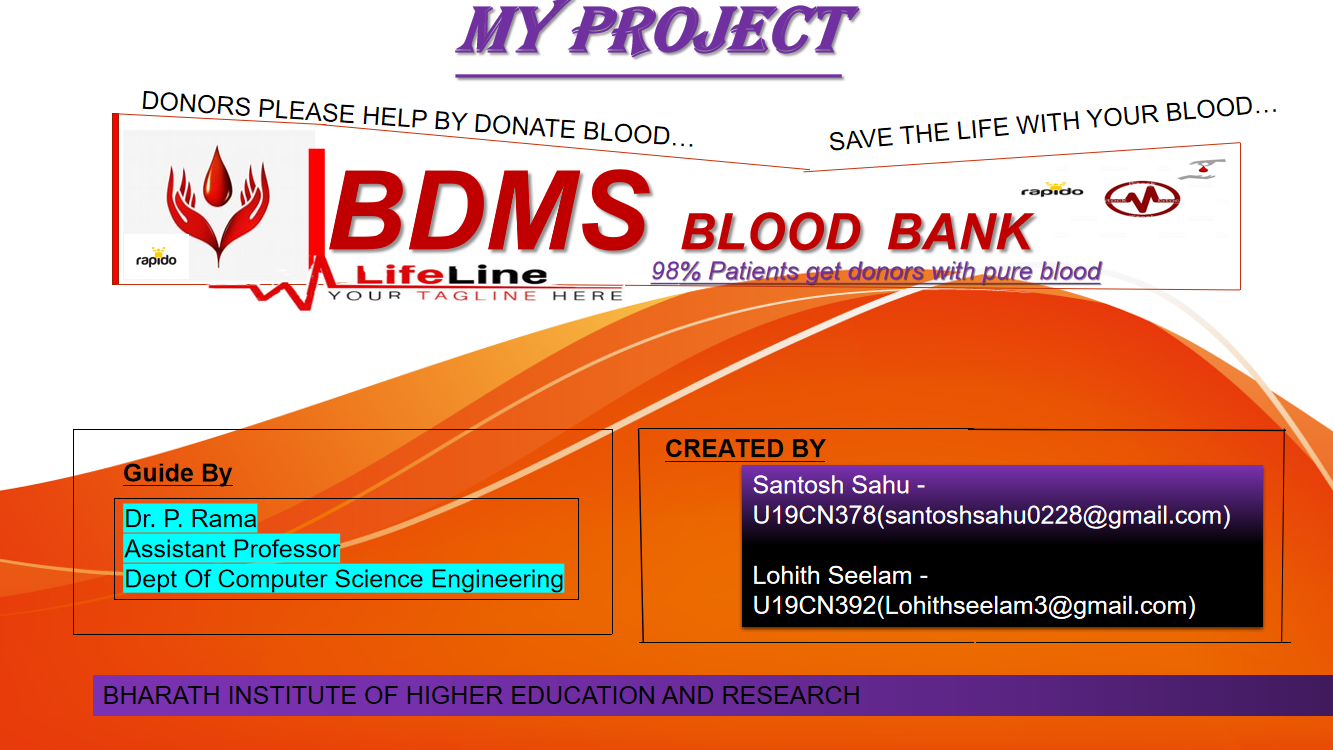 MY PROJECT
DONORS PLEASE HELP BY DONATE BLOOD…
SAVE THE LIFE WITH YOUR BLOOD…
rapido
BDMS BLOOD BANK
rapido
LifeLine
98% Patients get donors with pure blood
YOUR TAGLINE HERE
Guide By
Dr. P. Rama
Assistant Professor
Dept Of Computer Science Engineering
CREATED BY
Santosh Sahu -
U19CN378(santoshsahu0228@gmail.com)
Lohith Seelam -
U19CN392(Lohithseelam3@gmail.com)
BHARATH INSTITUTE OF HIGHER EDUCATION AND RESEARCH